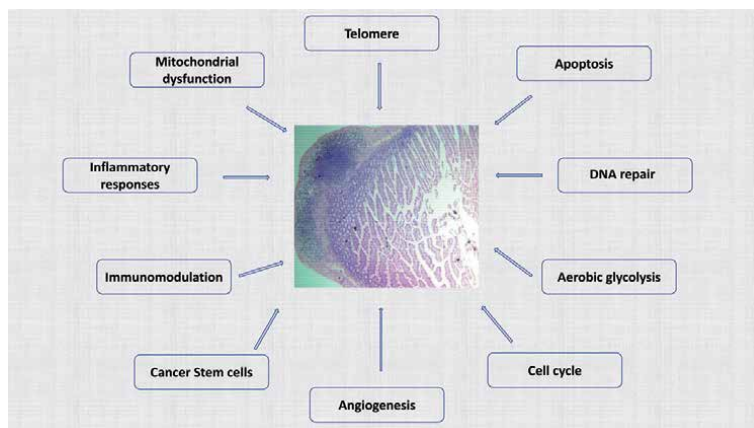 Telomere
Mitochondrial
dysfunction
Apoptosis
Inflammatory
responses
DNA repair
Immunomodulation
Aerobic glycolysis
Cancer Stem cells
Cell cycle
Angiogenesis